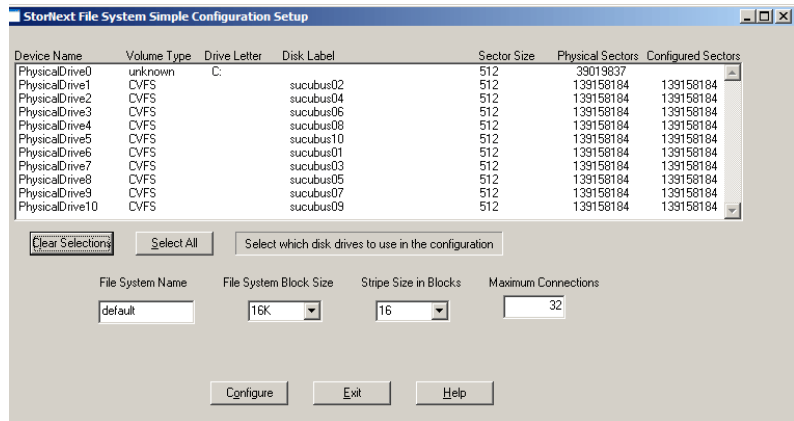 StorNext File System Simple Configuration Setup
Device Name Volume Type Drive Letter Disk Label Sector Size Physical Sectors Configured Sectors
PhysicalDrive0 unknown C: 512 39019837
PhysicalDrive1 CVFS sucubus02 512 139158184 139158184
PhysicalDrive2 CVFS sucubus04 512 139158184 139158184
PhysicalDrive3 CVFS sucubus06 512 139158184 139158184
PhysicalDrive4 CVFS sucubus08 512 139158184 139158184
PhysicalDrive5 CVFS sucubus10 512 139158184 139158184
PhysicalDrive6 CVFS sucubus01 512 139158184 139158184
PhysicalDrive7 CVFS sucubus03 512 139158184 139158184
PhysicalDrive8 CVFS sucubus05 512 139158184 139158184
PhysicalDrive9 CVFS sucubus07 512 139158184 139158184
PhysicalDrive10 CVFS sucubus09 512 139158184 139158184
Clear Selections Select All Select which disk drives to use in the configuration
File System Name File System Block Size Stripe Size in Blocks Maximum Connections
default 16K 16 32
Configure Exit Help